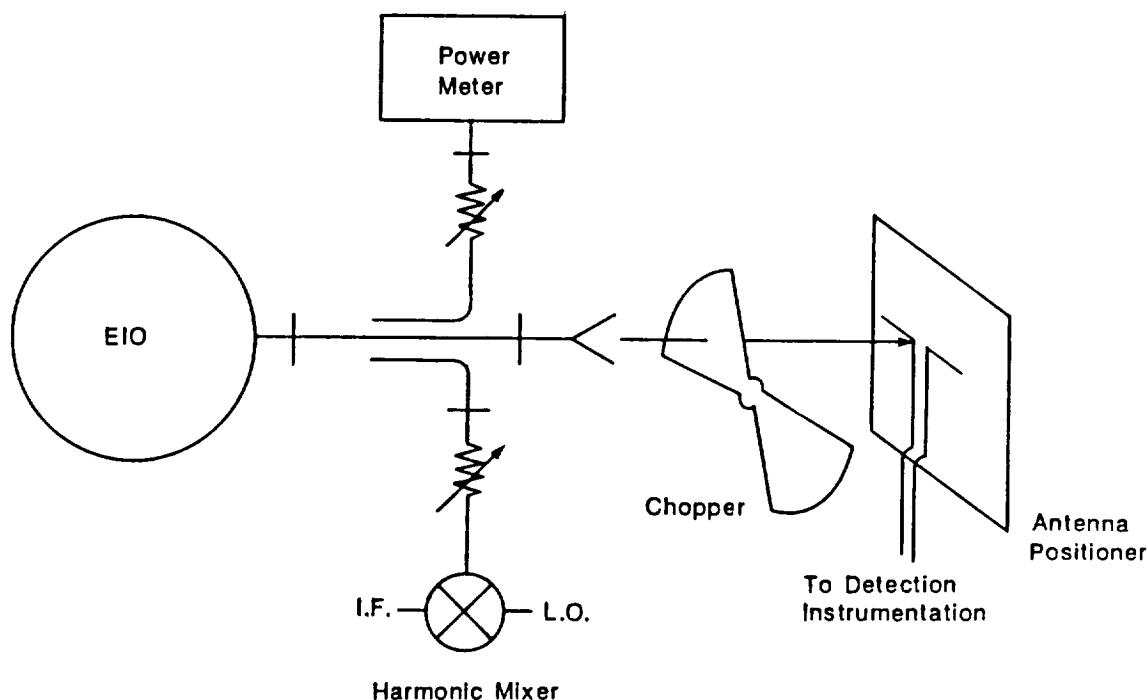 Power
Meter
EIO
Chopper
Antenna
Positioner
To Detection
Instrumentation
I.F.
L.O.
Harmonic Mixer